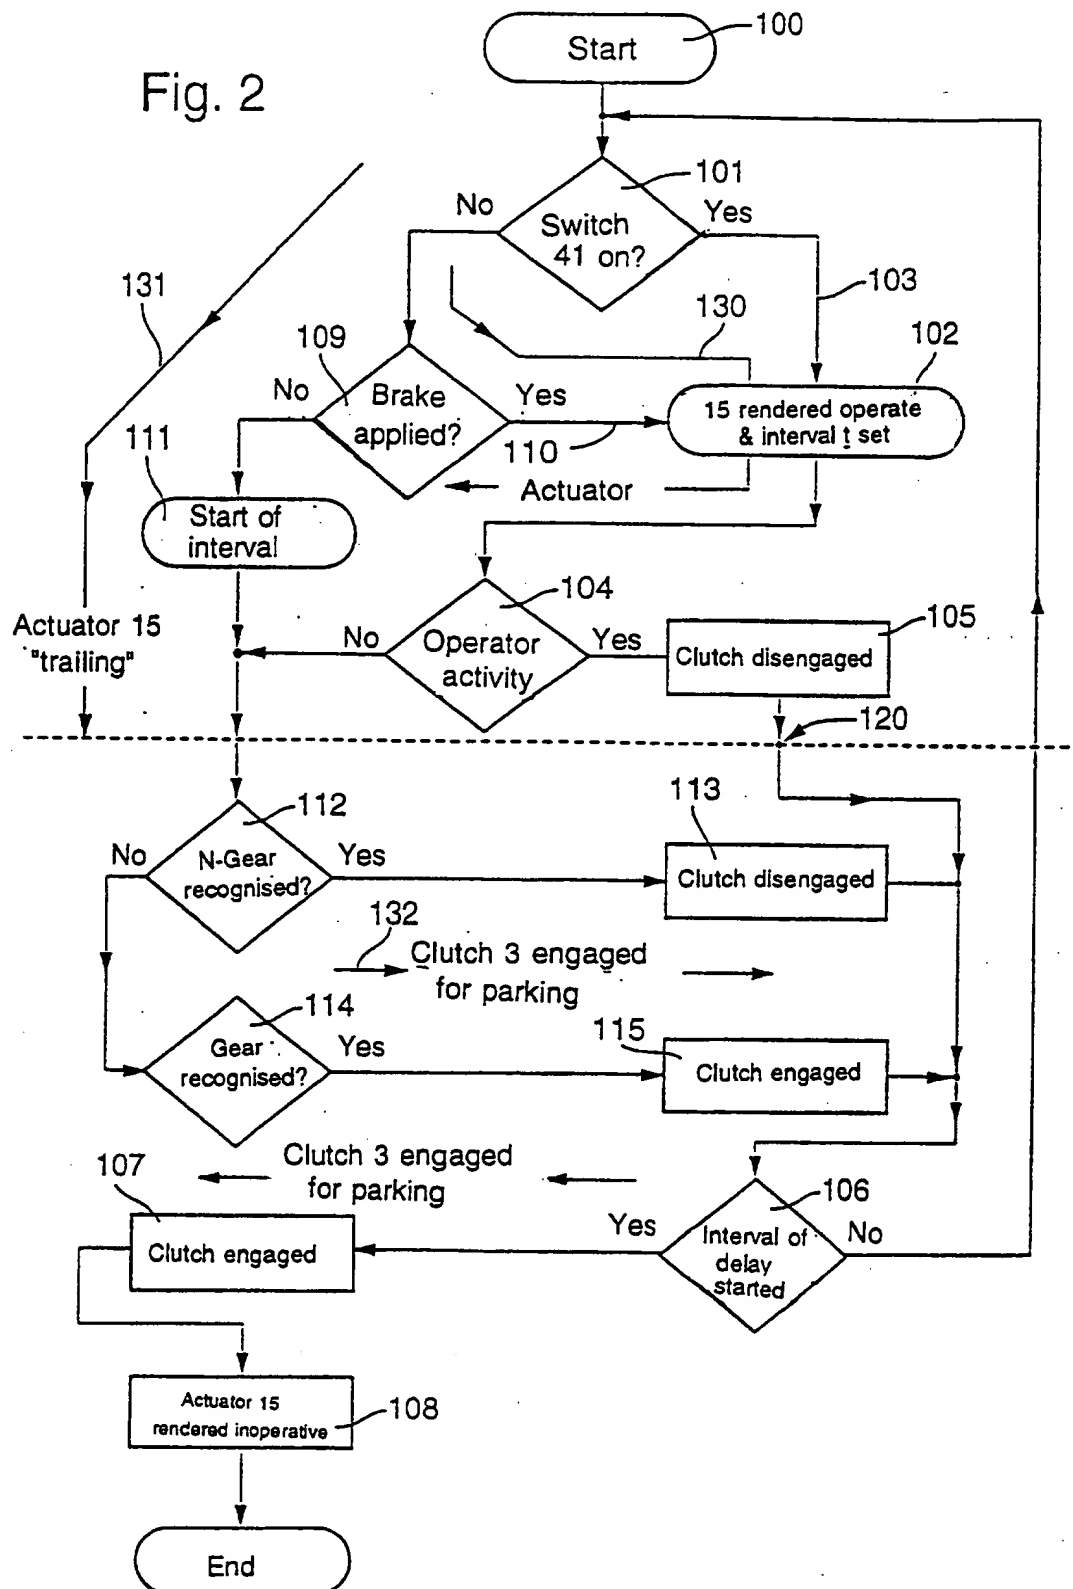 Fig. 2
Start
100
101
No
Yes
Switch
41 on?
103
131
130
109
102
No
Brake
applied?
Yes
15 rendered operate
& interval t set
110
111
Actuator
Start of
interval
104
105
Actuator 15
"trailing"
No
Operator
activity
Yes
Clutch disengaged
120
112
113
No
N-Gear
recognised?
Yes
Clutch disengaged
132
Clutch 3 engaged
for parking
114
115
Gear
recognised?
Yes
Clutch engaged
107
Clutch 3 engaged
for parking
106
Yes
No
Interval of
delay
started
Clutch engaged
Actuator 15
rendered inoperative
108
End